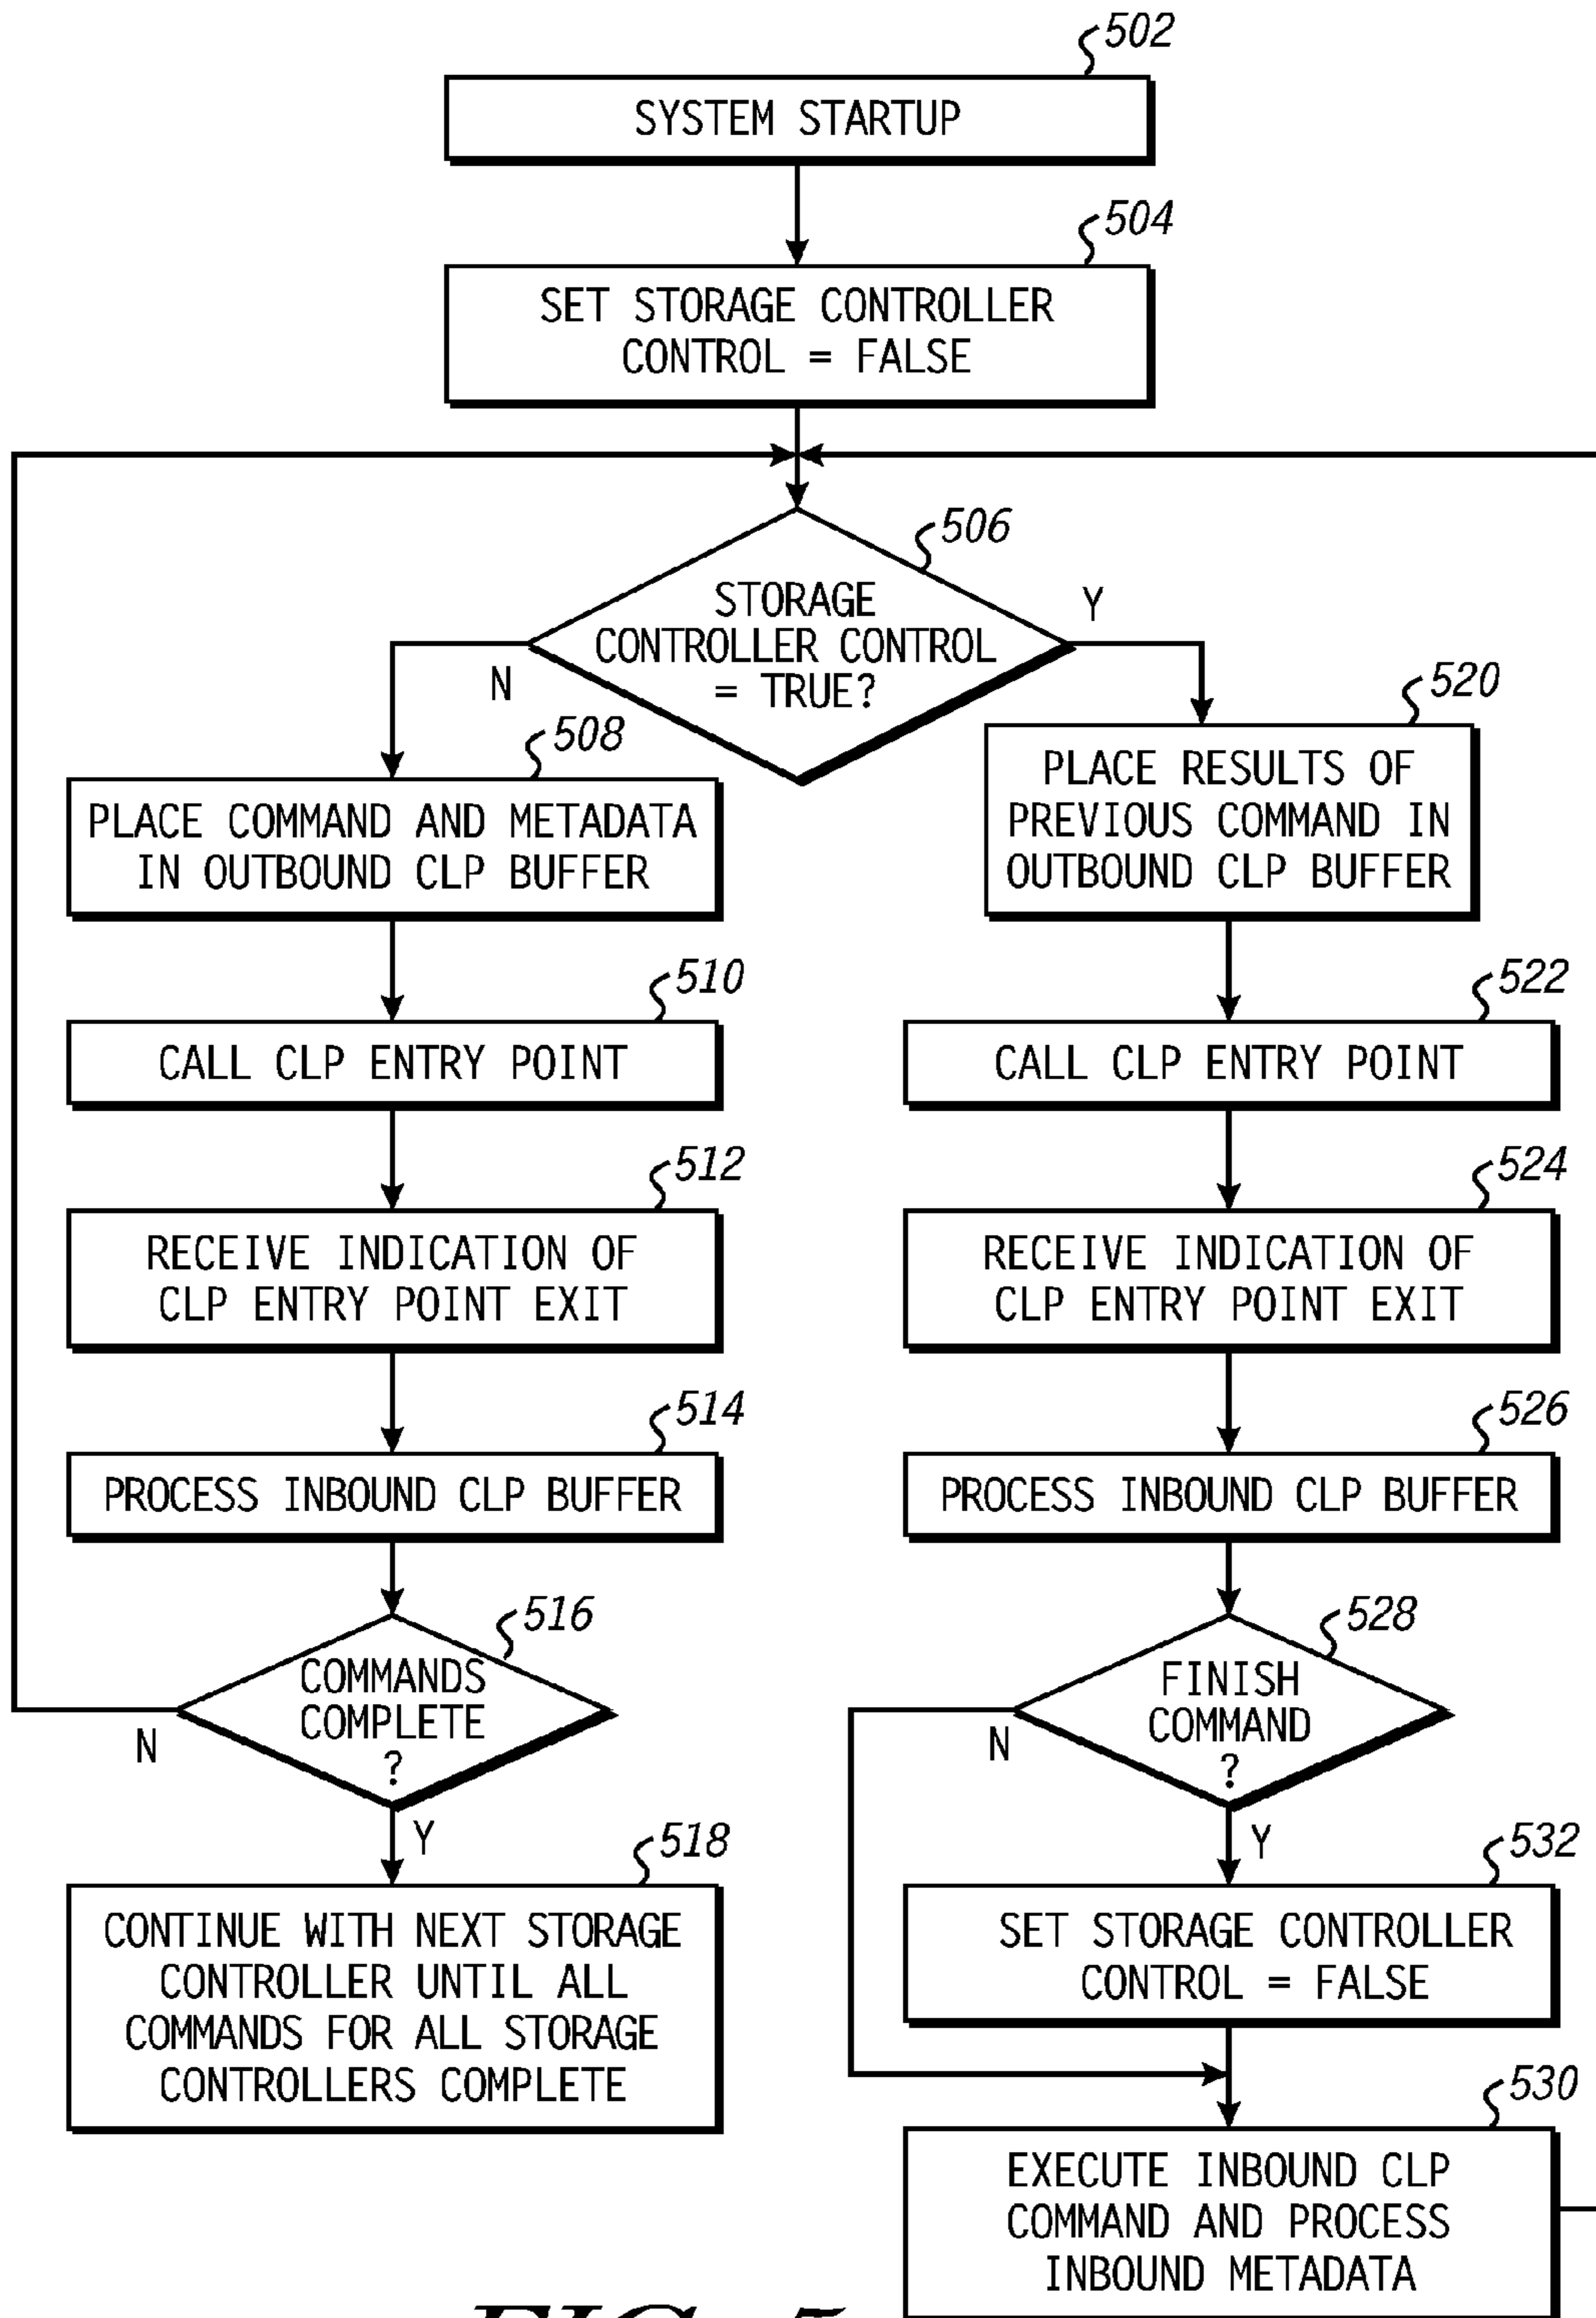 502
SYSTEM STARTUP
504
SET STORAGE CONTROLLER
CONTROL = FALSE
506
STORAGE
CONTROLLER CONTROL
= TRUE?
Y
N
508
PLACE COMMAND AND METADATA
IN OUTBOUND CLP BUFFER
510
CALL CLP ENTRY POINT
512
RECEIVE INDICATION OF
CLP ENTRY POINT EXIT
514
PROCESS INBOUND CLP BUFFER
516
COMMANDS
COMPLETE
?
N
Y
518
CONTINUE WITH NEXT STORAGE
CONTROLLER UNTIL ALL
COMMANDS FOR ALL STORAGE
CONTROLLERS COMPLETE
520
PLACE RESULTS OF
PREVIOUS COMMAND IN
OUTBOUND CLP BUFFER
522
CALL CLP ENTRY POINT
524
RECEIVE INDICATION OF
CLP ENTRY POINT EXIT
526
PROCESS INBOUND CLP BUFFER
528
FINISH
COMMAND
?
N
Y
532
SET STORAGE CONTROLLER
CONTROL = FALSE
530
EXECUTE INBOUND CLP
COMMAND AND PROCESS
INBOUND METADATA